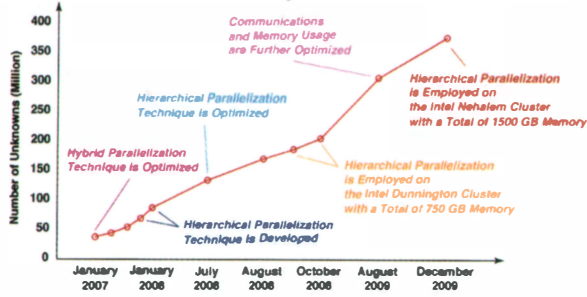 Communications
and Memory Usage
are Further Optimized
Hierarchical Parallelization
is Employed on
the Intel Nehalem Cluster
with a Total of 1500 GB Memory
Hierarchical Parallelization
Technique is Optimized
Hybrid Parallelization
Technique is Optimized
Hierarchical Parallelization
is Employed on
the Intel Dunnington Cluster
with a Total of 750 GB Memory
Hierarchical Parallelization
Technique is Developed
Number of Unknowns (Million)
400
350
300
250
200
150
100
50
0
January
2007
January
2008
July
2008
August
2008
October
2008
August
2009
December
2009